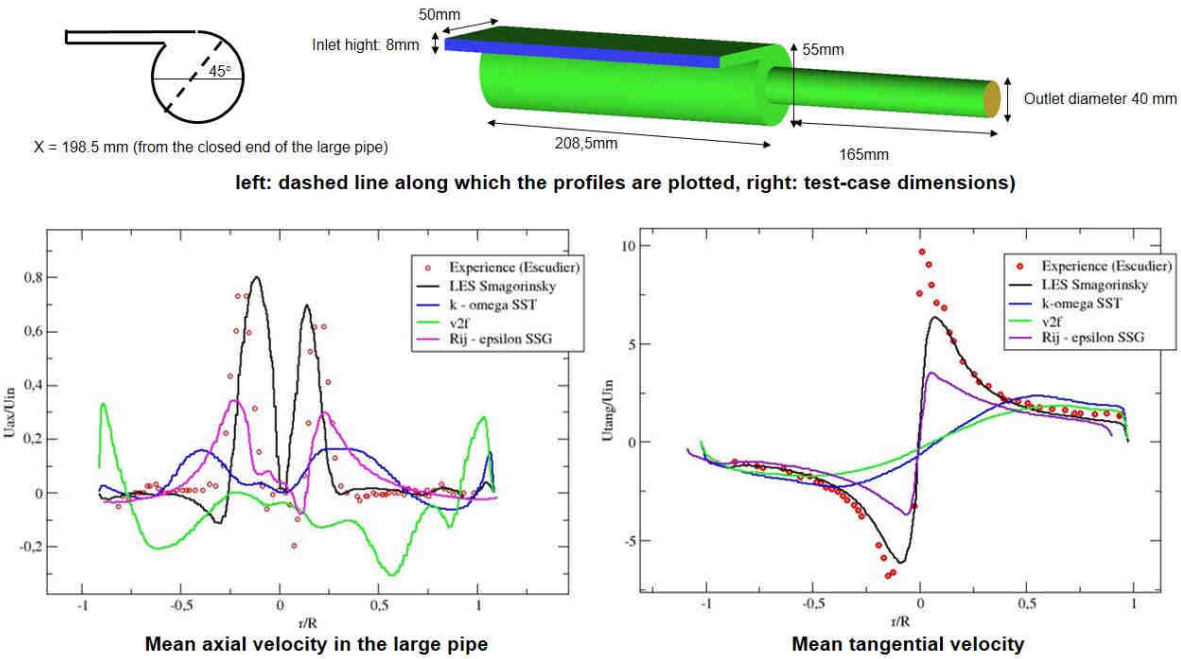 50mm
Inlet hight: 8mm
55mm
45°
Outlet diameter 40 mm
208,5mm
165mm
X = 198.5 mm (from the closed end of the large pipe)
left: dashed line along which the profiles are plotted, right: test-case dimensions)
Experience (Escudier)
LES Smagorinsky
k - omega SST
v2f
Rij - epsilon SSG
Uax/Uin
0,8
0,6
0,4
0,2
0
-0,2
-1
-0,5
0
0,5
1
r/R
Mean axial velocity in the large pipe
Experience (Escudier)
LES Smagorinsky
k-omega SST
v2f
Rij - epsilon SSG
Utang/Uin
10
5
0
-5
-1
-0,5
0
0,5
1
r/R
Mean tangential velocity